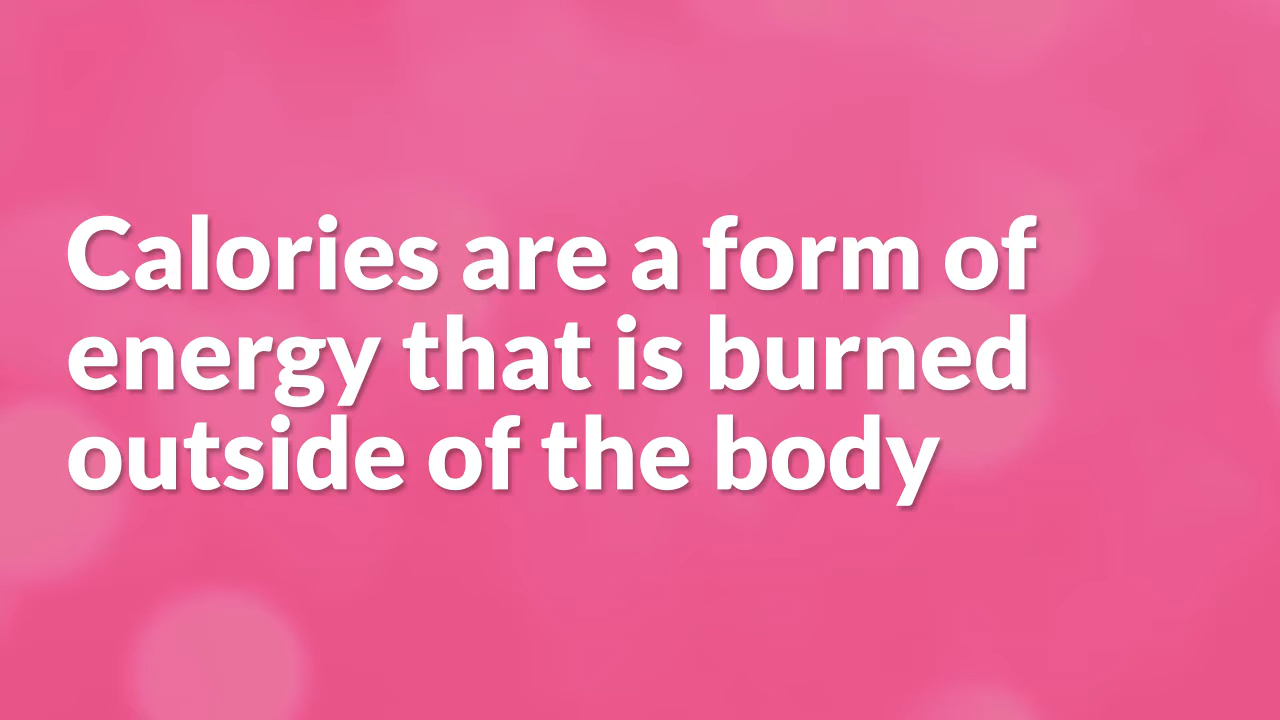 Calories are a form of
energy that is burned
outside of the body